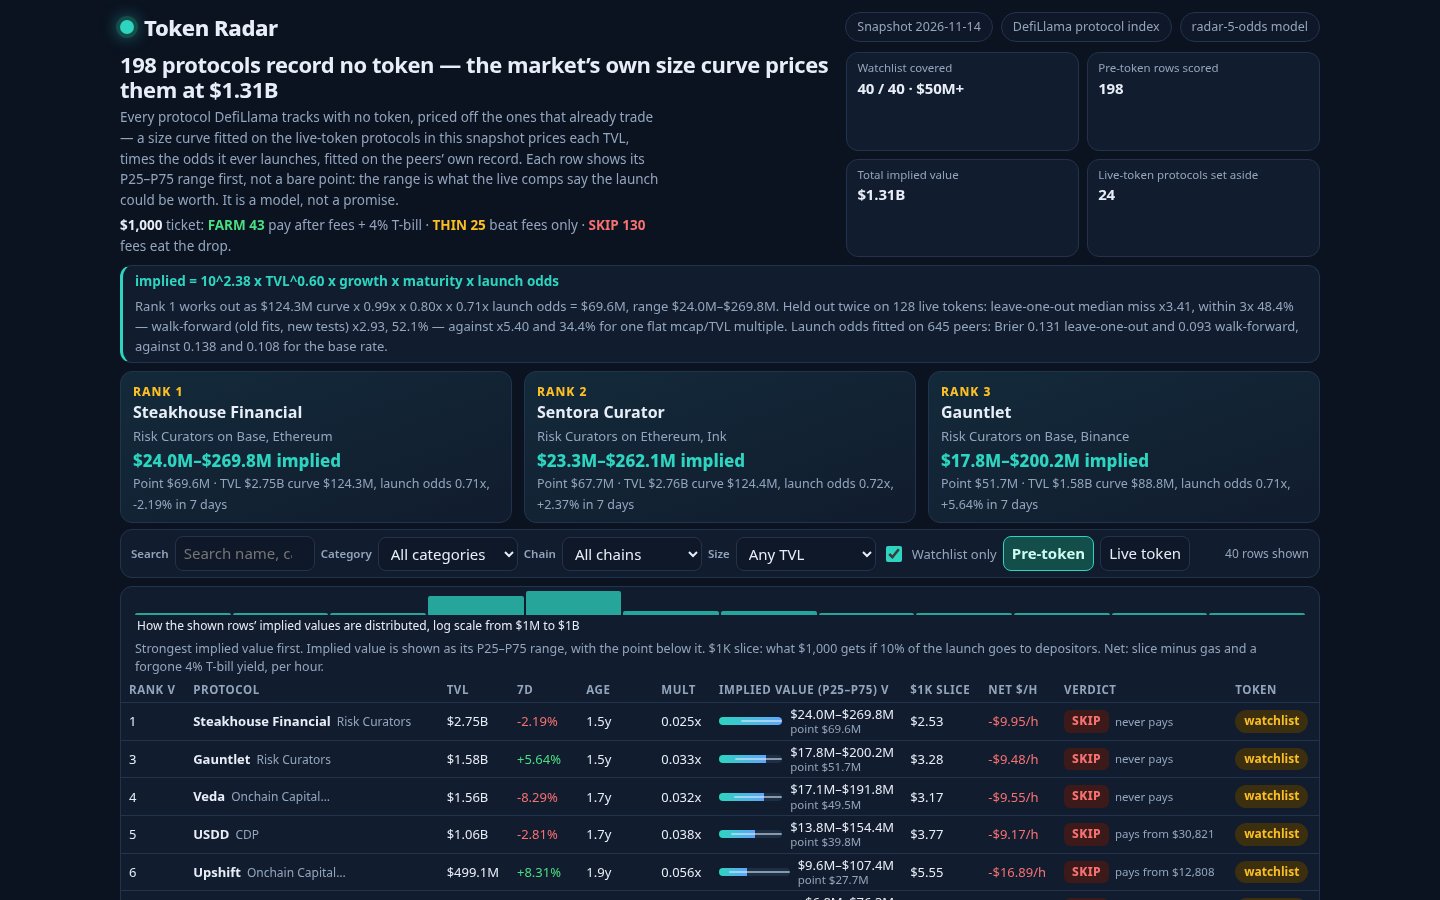 Token Radar
Snapshot 2026-11-14
DefiLlama protocol index
radar-5-odds model
198 protocols record no token — the market’s own size curve prices
them at $1.31B
Every protocol DefiLlama tracks with no token, priced off the ones that already trade
— a size curve fitted on the live-token protocols in this snapshot prices each TVL,
times the odds it ever launches, fitted on the peers’ own record. Each row shows its
P25–P75 range first, not a bare point: the range is what the live comps say the launch
could be worth. It is a model, not a promise.
$1,000 ticket: FARM 43 pay after fees + 4% T-bill · THIN 25 beat fees only · SKIP 130
fees eat the drop.
Watchlist covered
40 / 40 · $50M+
Pre-token rows scored
198
Total implied value
$1.31B
Live-token protocols set aside
24
implied = 10^2.38 x TVL^0.60 x growth x maturity x launch odds
Rank 1 works out as $124.3M curve x 0.99x x 0.80x x 0.71x launch odds = $69.6M, range $24.0M–$269.8M. Held out twice on 128 live tokens: leave-one-out median miss x3.41, within 3x 48.4%
— walk-forward (old fits, new tests) x2.93, 52.1% — against x5.40 and 34.4% for one flat mcap/TVL multiple. Launch odds fitted on 645 peers: Brier 0.131 leave-one-out and 0.093 walk-forward,
against 0.138 and 0.108 for the base rate.
RANK 1
Steakhouse Financial
Risk Curators on Base, Ethereum
$24.0M–$269.8M implied
Point $69.6M · TVL $2.75B curve $124.3M, launch odds 0.71x,
-2.19% in 7 days
RANK 2
Sentora Curator
Risk Curators on Ethereum, Ink
$23.3M–$262.1M implied
Point $67.7M · TVL $2.76B curve $124.4M, launch odds 0.72x,
+2.37% in 7 days
RANK 3
Gauntlet
Risk Curators on Base, Binance
$17.8M–$200.2M implied
Point $51.7M · TVL $1.58B curve $88.8M, launch odds 0.71x,
+5.64% in 7 days
Search Search name, c Category All categories Chain All chains Size Any TVL Watchlist only Pre-token Live token 40 rows shown
How the shown rows’ implied values are distributed, log scale from $1M to $1B
Strongest implied value first. Implied value is shown as its P25–P75 range, with the point below it. $1K slice: what $1,000 gets if 10% of the launch goes to depositors. Net: slice minus gas and a
forgone 4% T-bill yield, per hour.
RANK V PROTOCOL TVL 7D AGE MULT IMPLIED VALUE (P25–P75) V $1K SLICE NET $/H VERDICT TOKEN
1 Steakhouse Financial Risk Curators $2.75B -2.19% 1.5y 0.025x $24.0M–$269.8M $2.53 -$9.95/h SKIP never pays watchlist
point $69.6M
3 Gauntlet Risk Curators $1.58B +5.64% 1.5y 0.033x $17.8M–$200.2M $3.28 -$9.48/h SKIP never pays watchlist
point $51.7M
4 Veda Onchain Capital... $1.56B -8.29% 1.7y 0.032x $17.1M–$191.8M $3.17 -$9.55/h SKIP never pays watchlist
point $49.5M
5 USDD CDP $1.06B -2.81% 1.7y 0.038x $13.8M–$154.4M $3.77 -$9.17/h SKIP pays from $30,821 watchlist
point $39.8M
6 Upshift Onchain Capital... $499.1M +8.31% 1.9y 0.056x $9.6M–$107.4M $5.55 -$16.89/h SKIP pays from $12,808 watchlist
point $27.7M